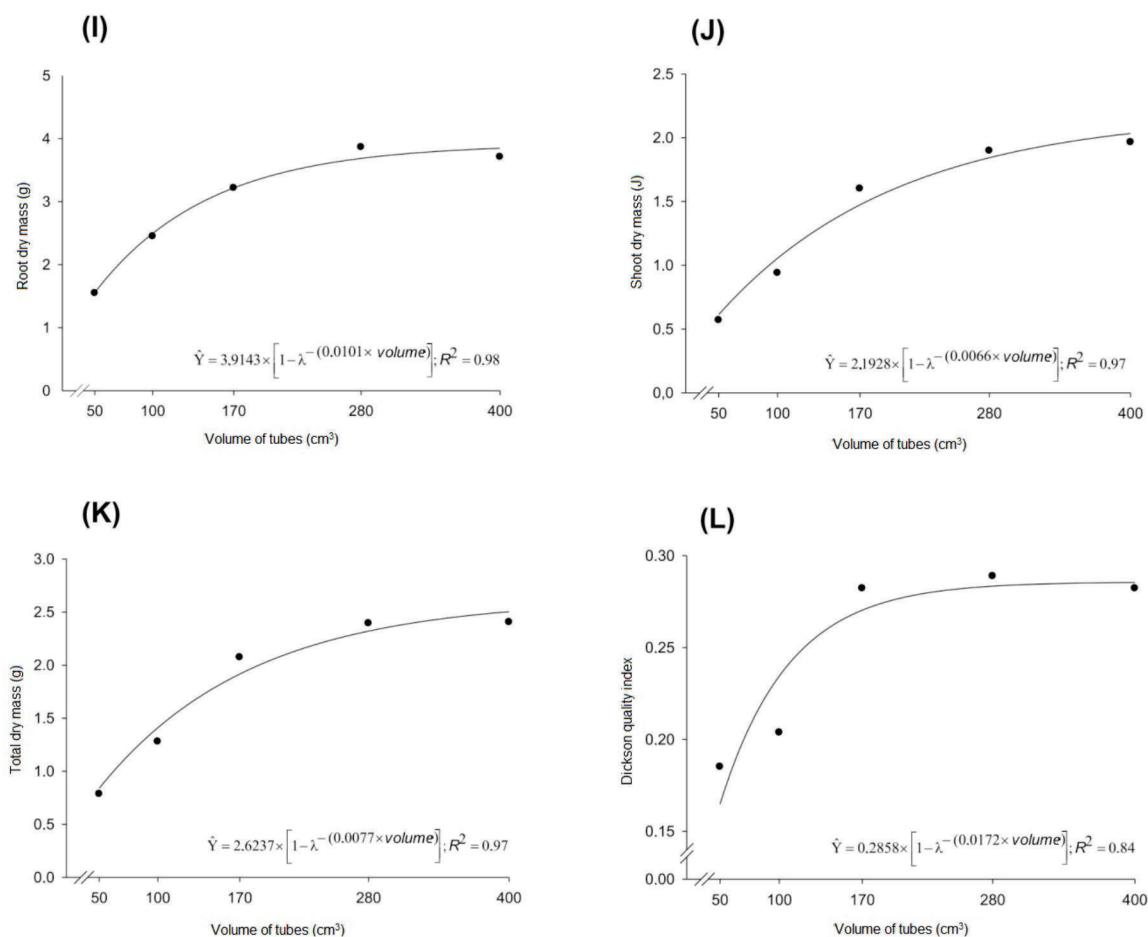 (I)
5
4
3
2
1
0
Root dry mass (g)
Ŷ = 3.9143 × [1 − λ^−(0.0101 × volume)]; R² = 0.98
50 100 170 280 400
Volume of tubes (cm³)
(J)
2.5
2.0
1.5
1.0
0.5
0,0
Shoot dry mass (J)
Ŷ = 2.1928 × [1 − λ^−(0.0066 × volume)]; R² = 0.97
50 100 170 280 400
Volume of tubes (cm³)
(K)
3.0
2.5
2.0
1.5
1.0
0.5
0.0
Total dry mass (g)
Ŷ = 2.6237 × [1 − λ^−(0.0077 × volume)]; R² = 0.97
50 100 170 280 400
Volume of tubes (cm³)
(L)
0.30
0.25
0.20
0.15
0.00
Dickson quality index
Ŷ = 0.2858 × [1 − λ^−(0.0172 × volume)]; R² = 0.84
50 100 170 280 400
Volume of tubes (cm³)